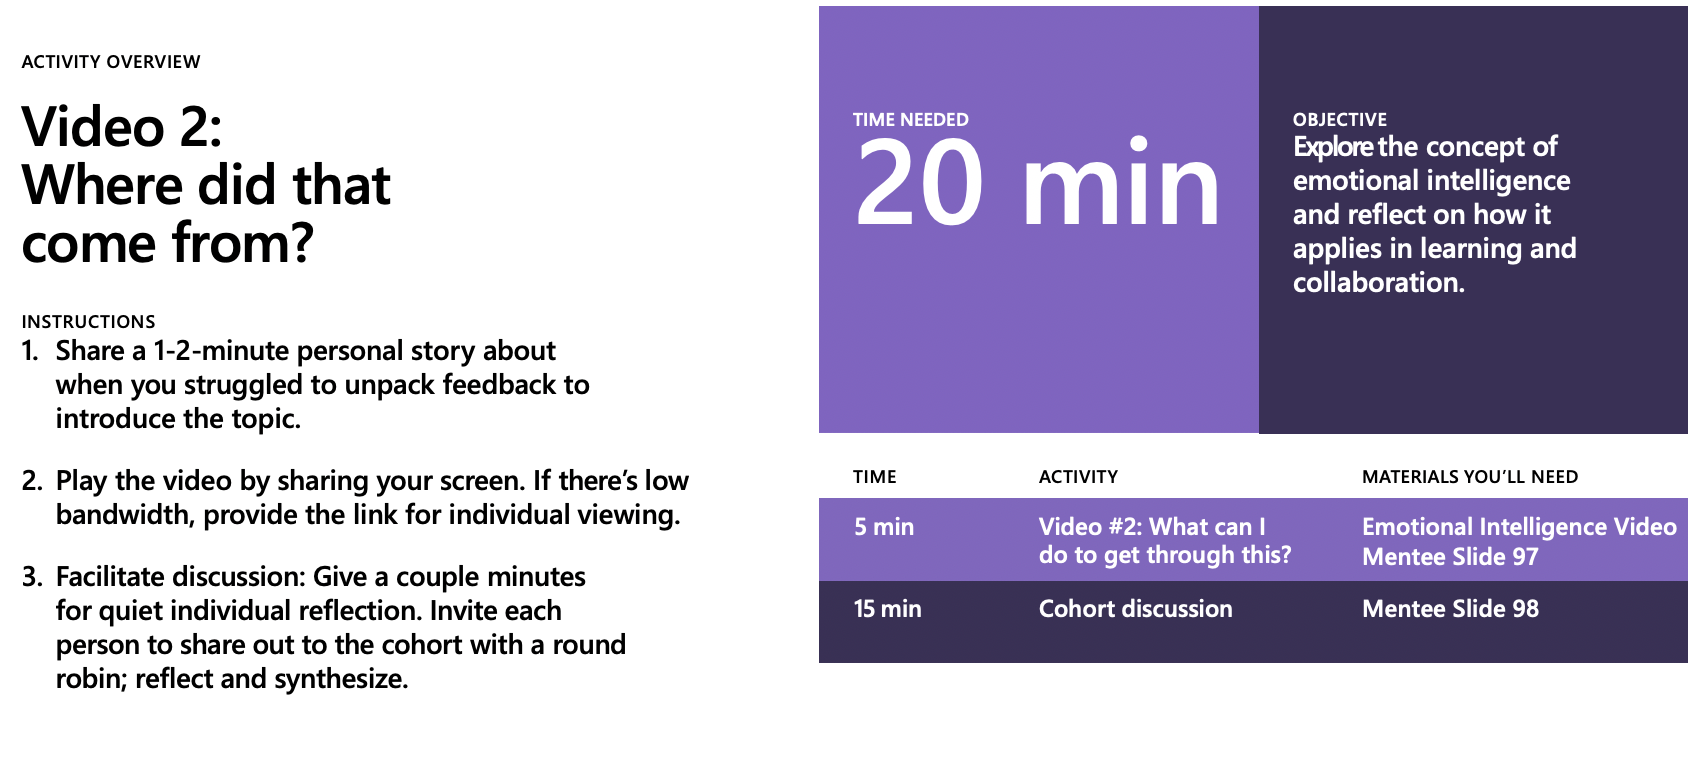 ACTIVITY OVERVIEW
Video 2:
Where did that
come from?
INSTRUCTIONS
1. Share a 1-2-minute personal story about
when you struggled to unpack feedback to
introduce the topic.
2. Play the video by sharing your screen. If there’s low
bandwidth, provide the link for individual viewing.
3. Facilitate discussion: Give a couple minutes
for quiet individual reflection. Invite each
person to share out to the cohort with a round
robin; reflect and synthesize.
TIME NEEDED
20 min
OBJECTIVE
Explore the concept of
emotional intelligence
and reflect on how it
applies in learning and
collaboration.
TIME ACTIVITY MATERIALS YOU’LL NEED
5 min Video #2: What can I Emotional Intelligence Video
do to get through this? Mentee Slide 97
15 min Cohort discussion Mentee Slide 98